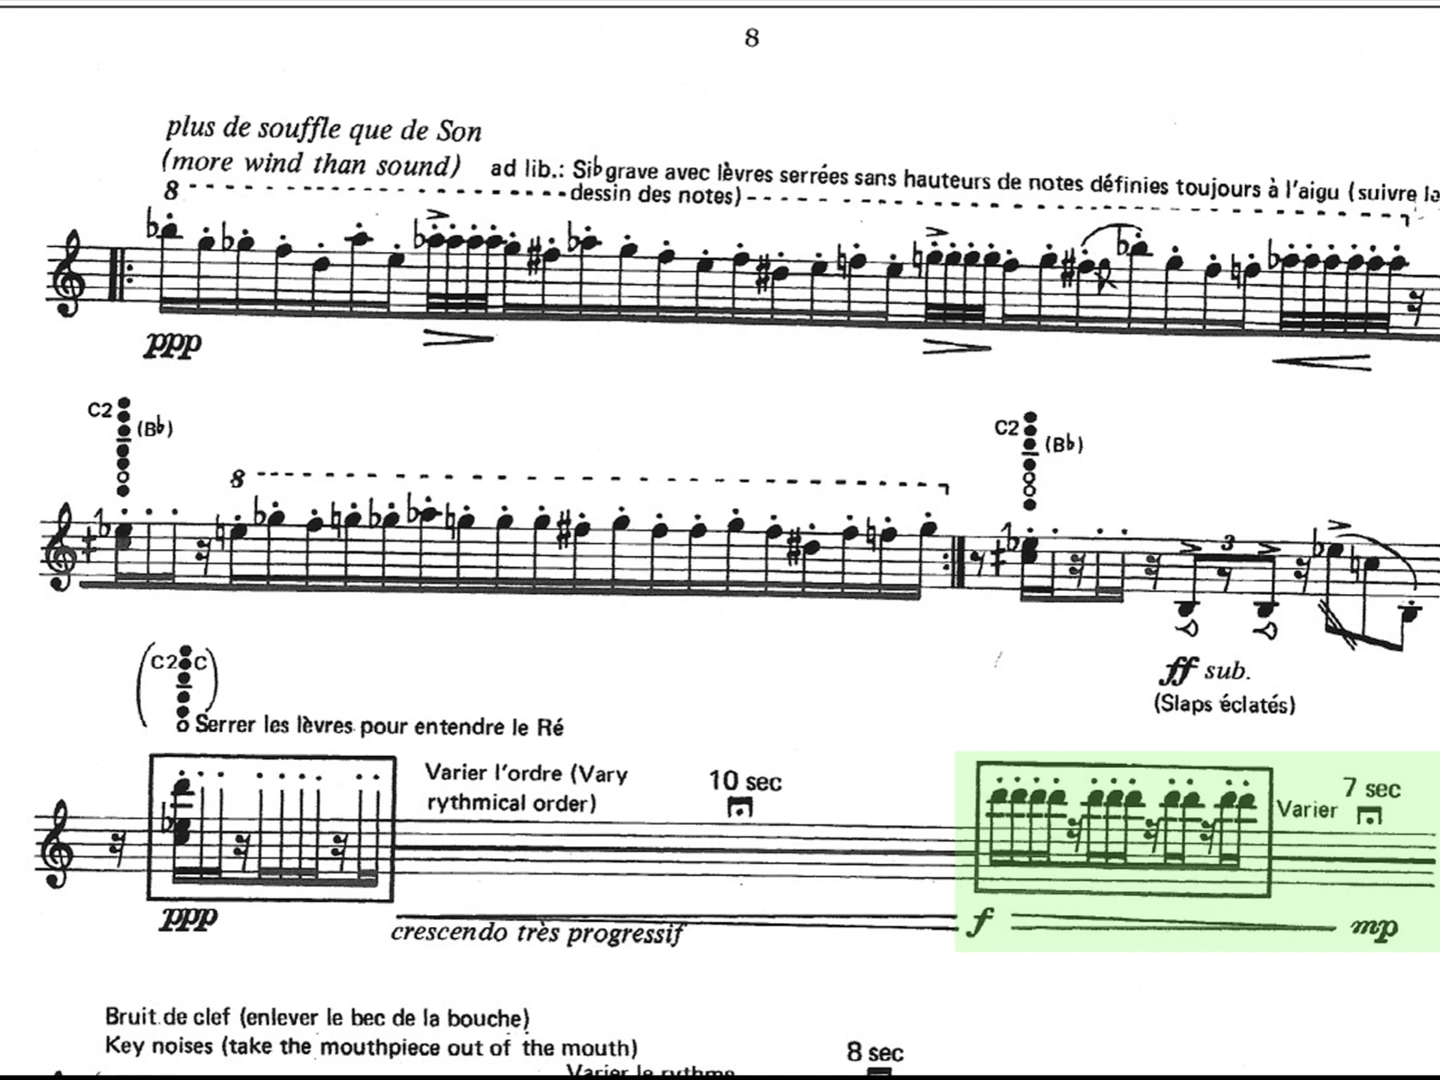 8
plus de souffle que de Son
(more wind than sound) ad lib.: Si♭ grave avec lèvres serrées sans hauteurs de notes définies toujours à l'aigu (suivre le
8 dessin des notes)
ppp
C2 (B♭)
8
C2 (B♭)
3
ff sub.
(Slaps éclatés)
(C2 C)
Serrer les lèvres pour entendre le Ré
Varier l'ordre (Vary
rythmical order)
10 sec
Varier
7 sec
ppp
crescendo très progressif
f
mp
Bruit de clef (enlever le bec de la bouche)
Key noises (take the mouthpiece out of the mouth)
8 sec
Varier le rythme